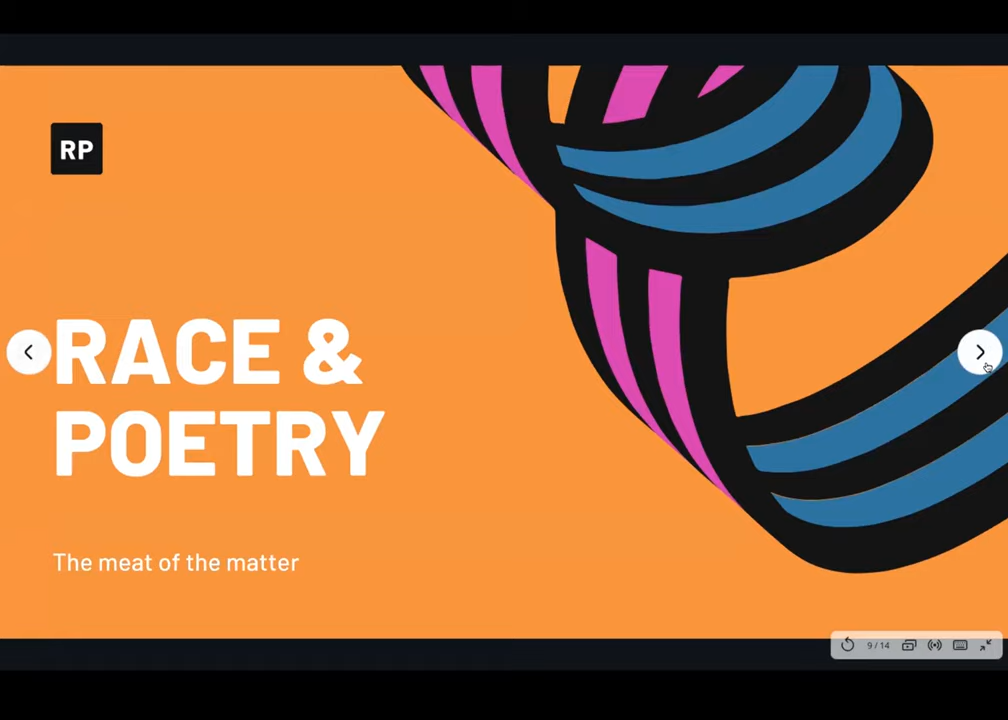 RP
RACE &
POETRY
The meat of the matter
9 / 14